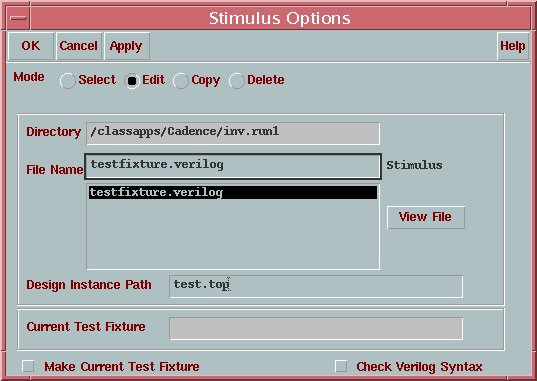 Stimulus Options
OK Cancel Apply Help
Mode Select Edit Copy Delete
Directory /classapps/Cadence/inv.run1
File Name testfixture.verilog Stimulus
testfixture.verilog
View File
Design Instance Path test.top
Current Test Fixture
Make Current Test Fixture Check Verilog Syntax